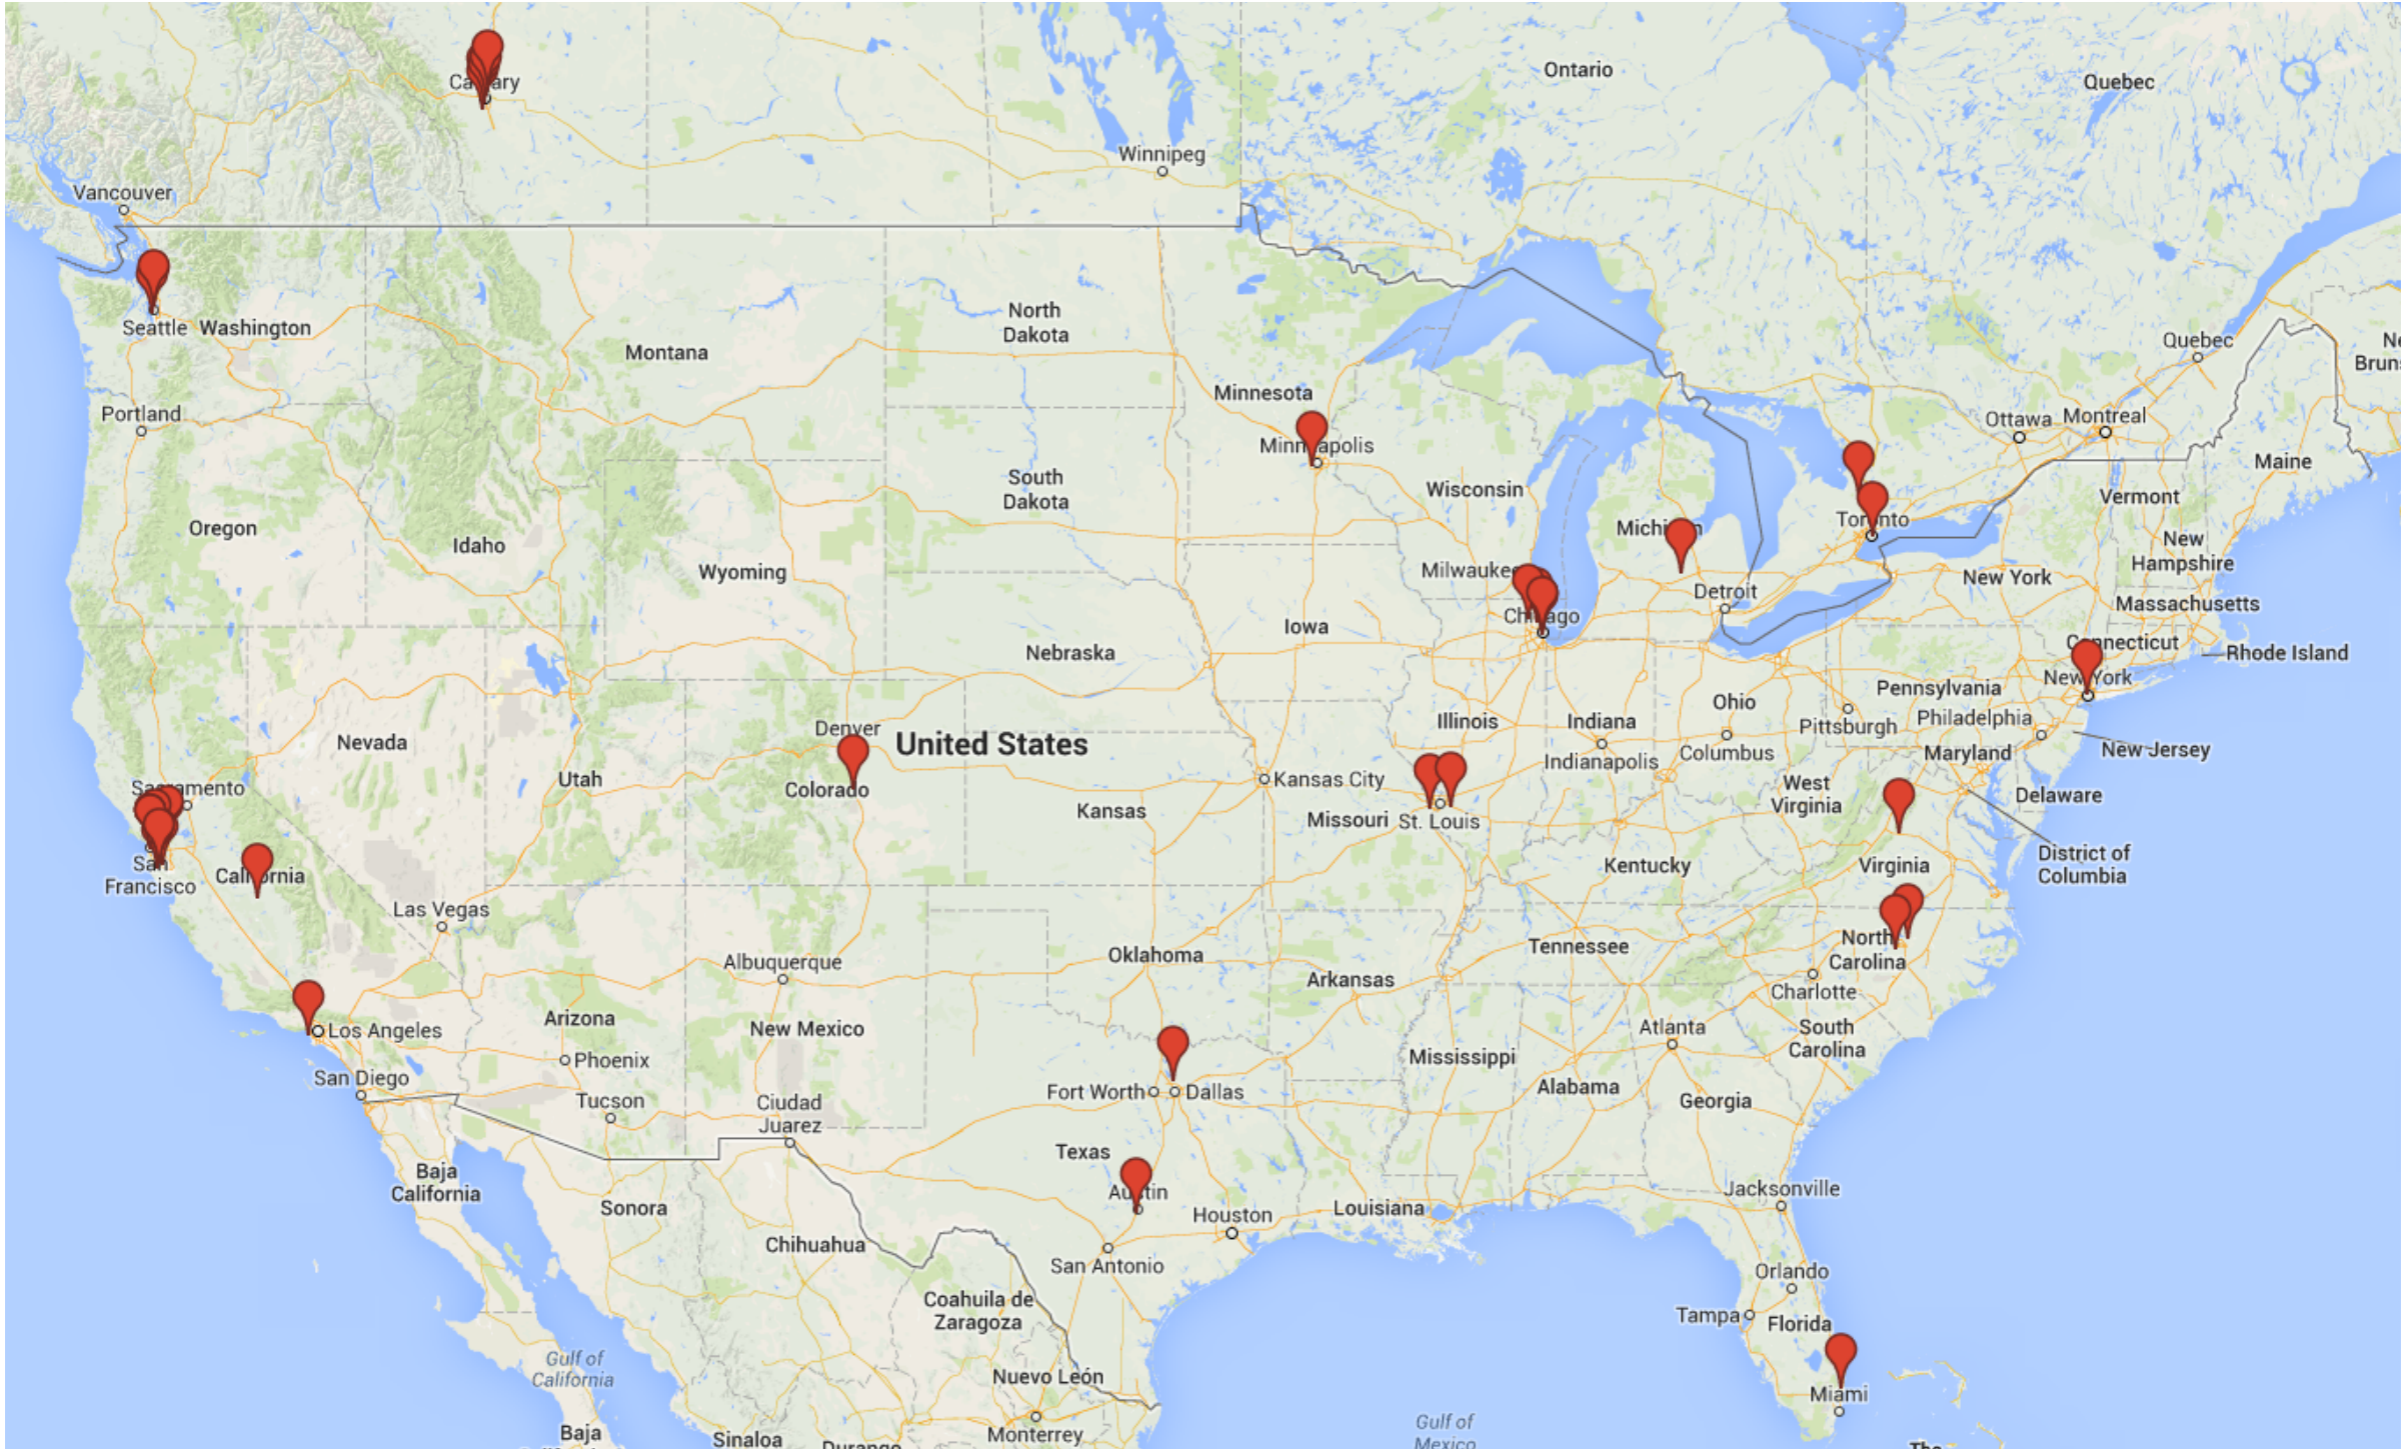 Ontario
Quebec
Calgary
Winnipeg
Vancouver
Seattle
Washington
North
Dakota
Montana
Quebec
Minnesota
Portland
Ottawa
Montreal
Minneapolis
Maine
South
Dakota
Wisconsin
Vermont
Oregon
Michigan
Toronto
Idaho
New
Hampshire
Wyoming
Milwaukee
New York
Detroit
Massachusetts
Chicago
Iowa
Connecticut
Nebraska
Rhode Island
New York
Pennsylvania
Ohio
Illinois
Indiana
Philadelphia
Pittsburgh
Denver
United States
Nevada
Maryland
New Jersey
Columbus
Indianapolis
Utah
Kansas City
Sacramento
Colorado
West
Virginia
Delaware
Kansas
Missouri
St. Louis
District of
Columbia
San
Francisco
California
Kentucky
Virginia
Las Vegas
North
Carolina
Tennessee
Oklahoma
Albuquerque
Arkansas
Charlotte
Arizona
New Mexico
Los Angeles
Atlanta
South
Carolina
Phoenix
Mississippi
San Diego
Fort Worth
Dallas
Alabama
Tucson
Ciudad
Juarez
Georgia
Texas
Baja
California
Austin
Jacksonville
Sonora
Louisiana
Houston
Chihuahua
San Antonio
Orlando
Coahuila de
Zaragoza
Tampa
Florida
Gulf of
California
Nuevo León
Miami
Gulf of
Mexico
Baja
Monterrey
Sinaloa
Durango
The